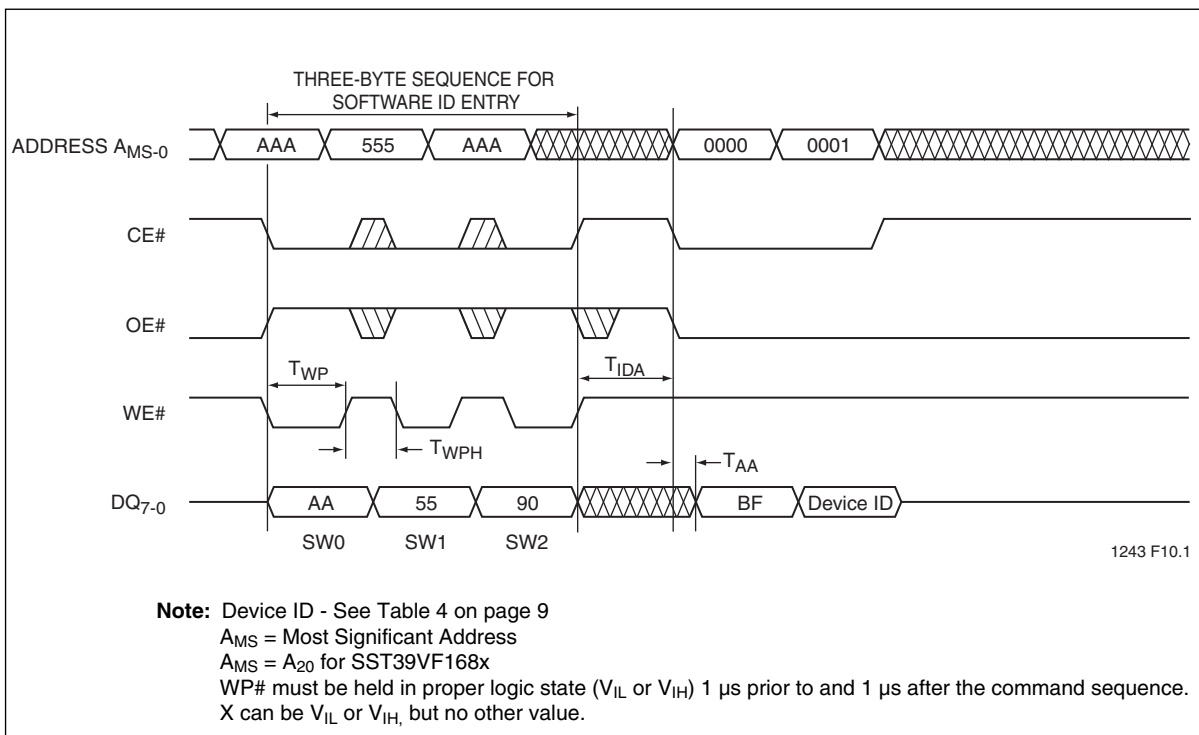 THREE-BYTE SEQUENCE FOR
SOFTWARE ID ENTRY
ADDRESS AMS-0 AAA 555 AAA 0000 0001
CE#
OE#
TWP TIDA
WE#
TWPH
TAA
DQ7-0 AA 55 90 BF Device ID
SW0 SW1 SW2
1243 F10.1
Note: Device ID - See Table 4 on page 9
AMS = Most Significant Address
AMS = A20 for SST39VF168x
WP# must be held in proper logic state (VIL or VIH) 1 µs prior to and 1 µs after the command sequence.
X can be VIL or VIH, but no other value.